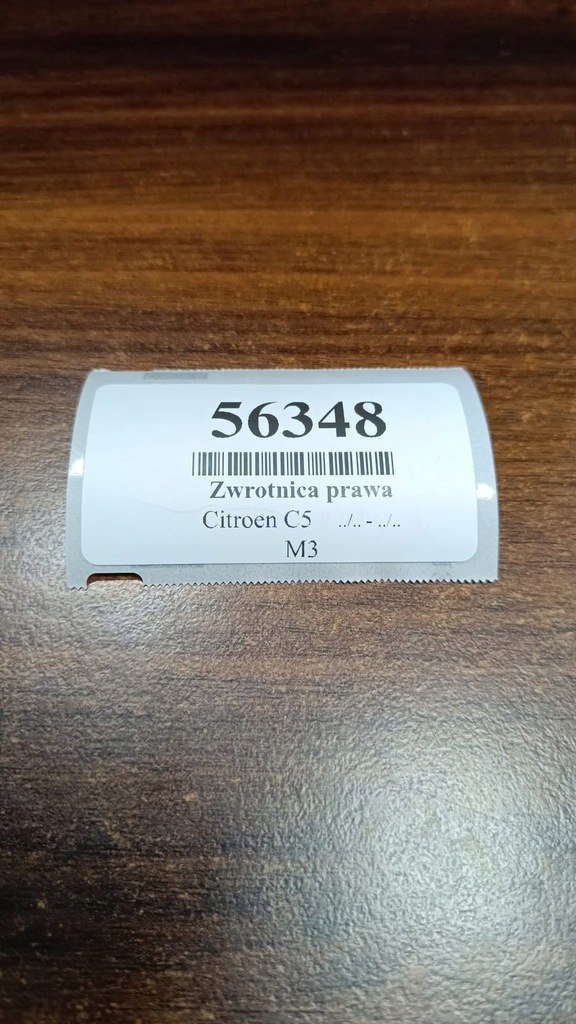 56348
Zwrotnica prawa
Citroen C5 ../.. - ../..
M3